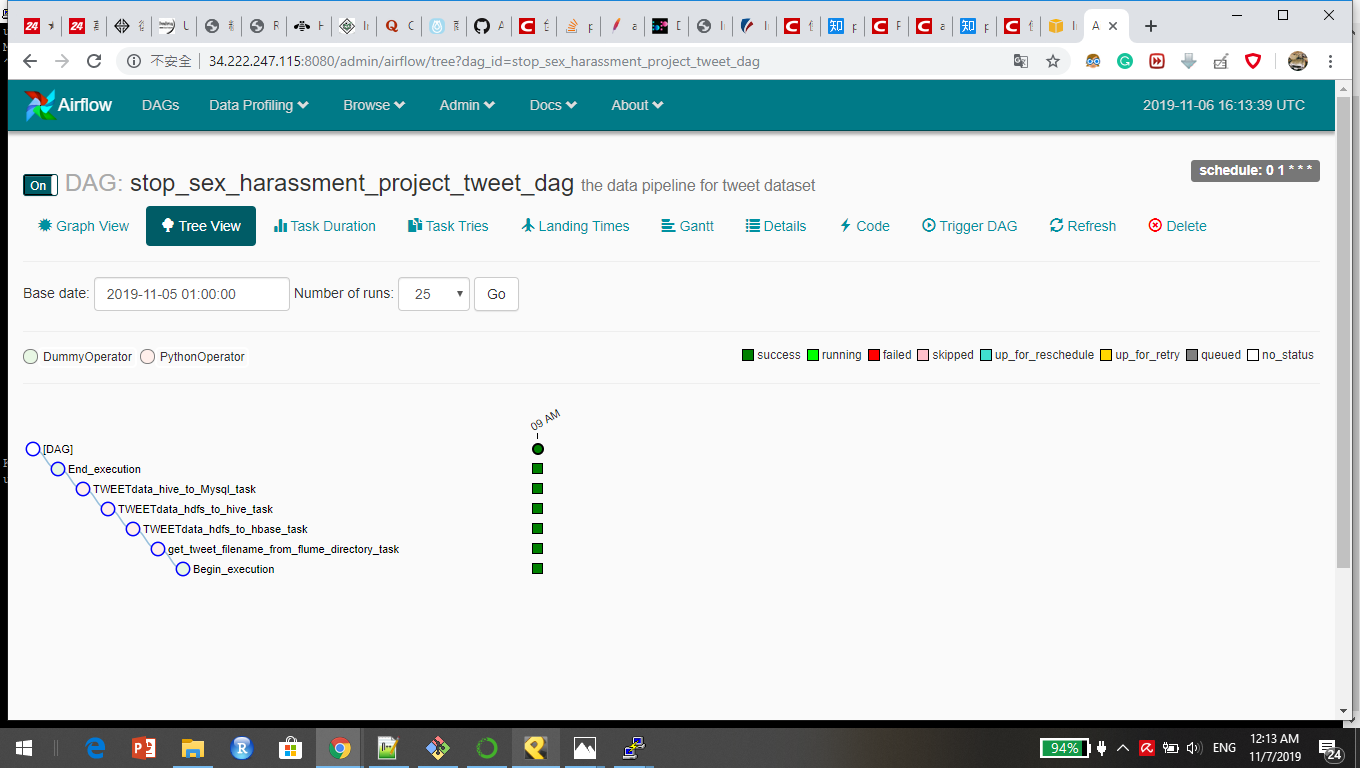 不安全 34.222.247.115:8080/admin/airflow/tree?dag_id=stop_sex_harassment_project_tweet_dag
Airflow DAGs Data Profiling Browse Admin Docs About 2019-11-06 16:13:39 UTC
schedule: 0 1 * * *
On DAG: stop_sex_harassment_project_tweet_dag the data pipeline for tweet dataset
Graph View Tree View Task Duration Task Tries Landing Times Gantt Details Code Trigger DAG Refresh Delete
Base date: 2019-11-05 01:00:00 Number of runs: 25 Go
DummyOperator PythonOperator success running failed skipped up_for_reschedule up_for_retry queued no_status
09 AM
[DAG]
End_execution
TWEETdata_hive_to_Mysql_task
TWEETdata_hdfs_to_hive_task
TWEETdata_hdfs_to_hbase_task
get_tweet_filename_from_flume_directory_task
Begin_execution
94% ENG 12:13 AM
11/7/2019 24